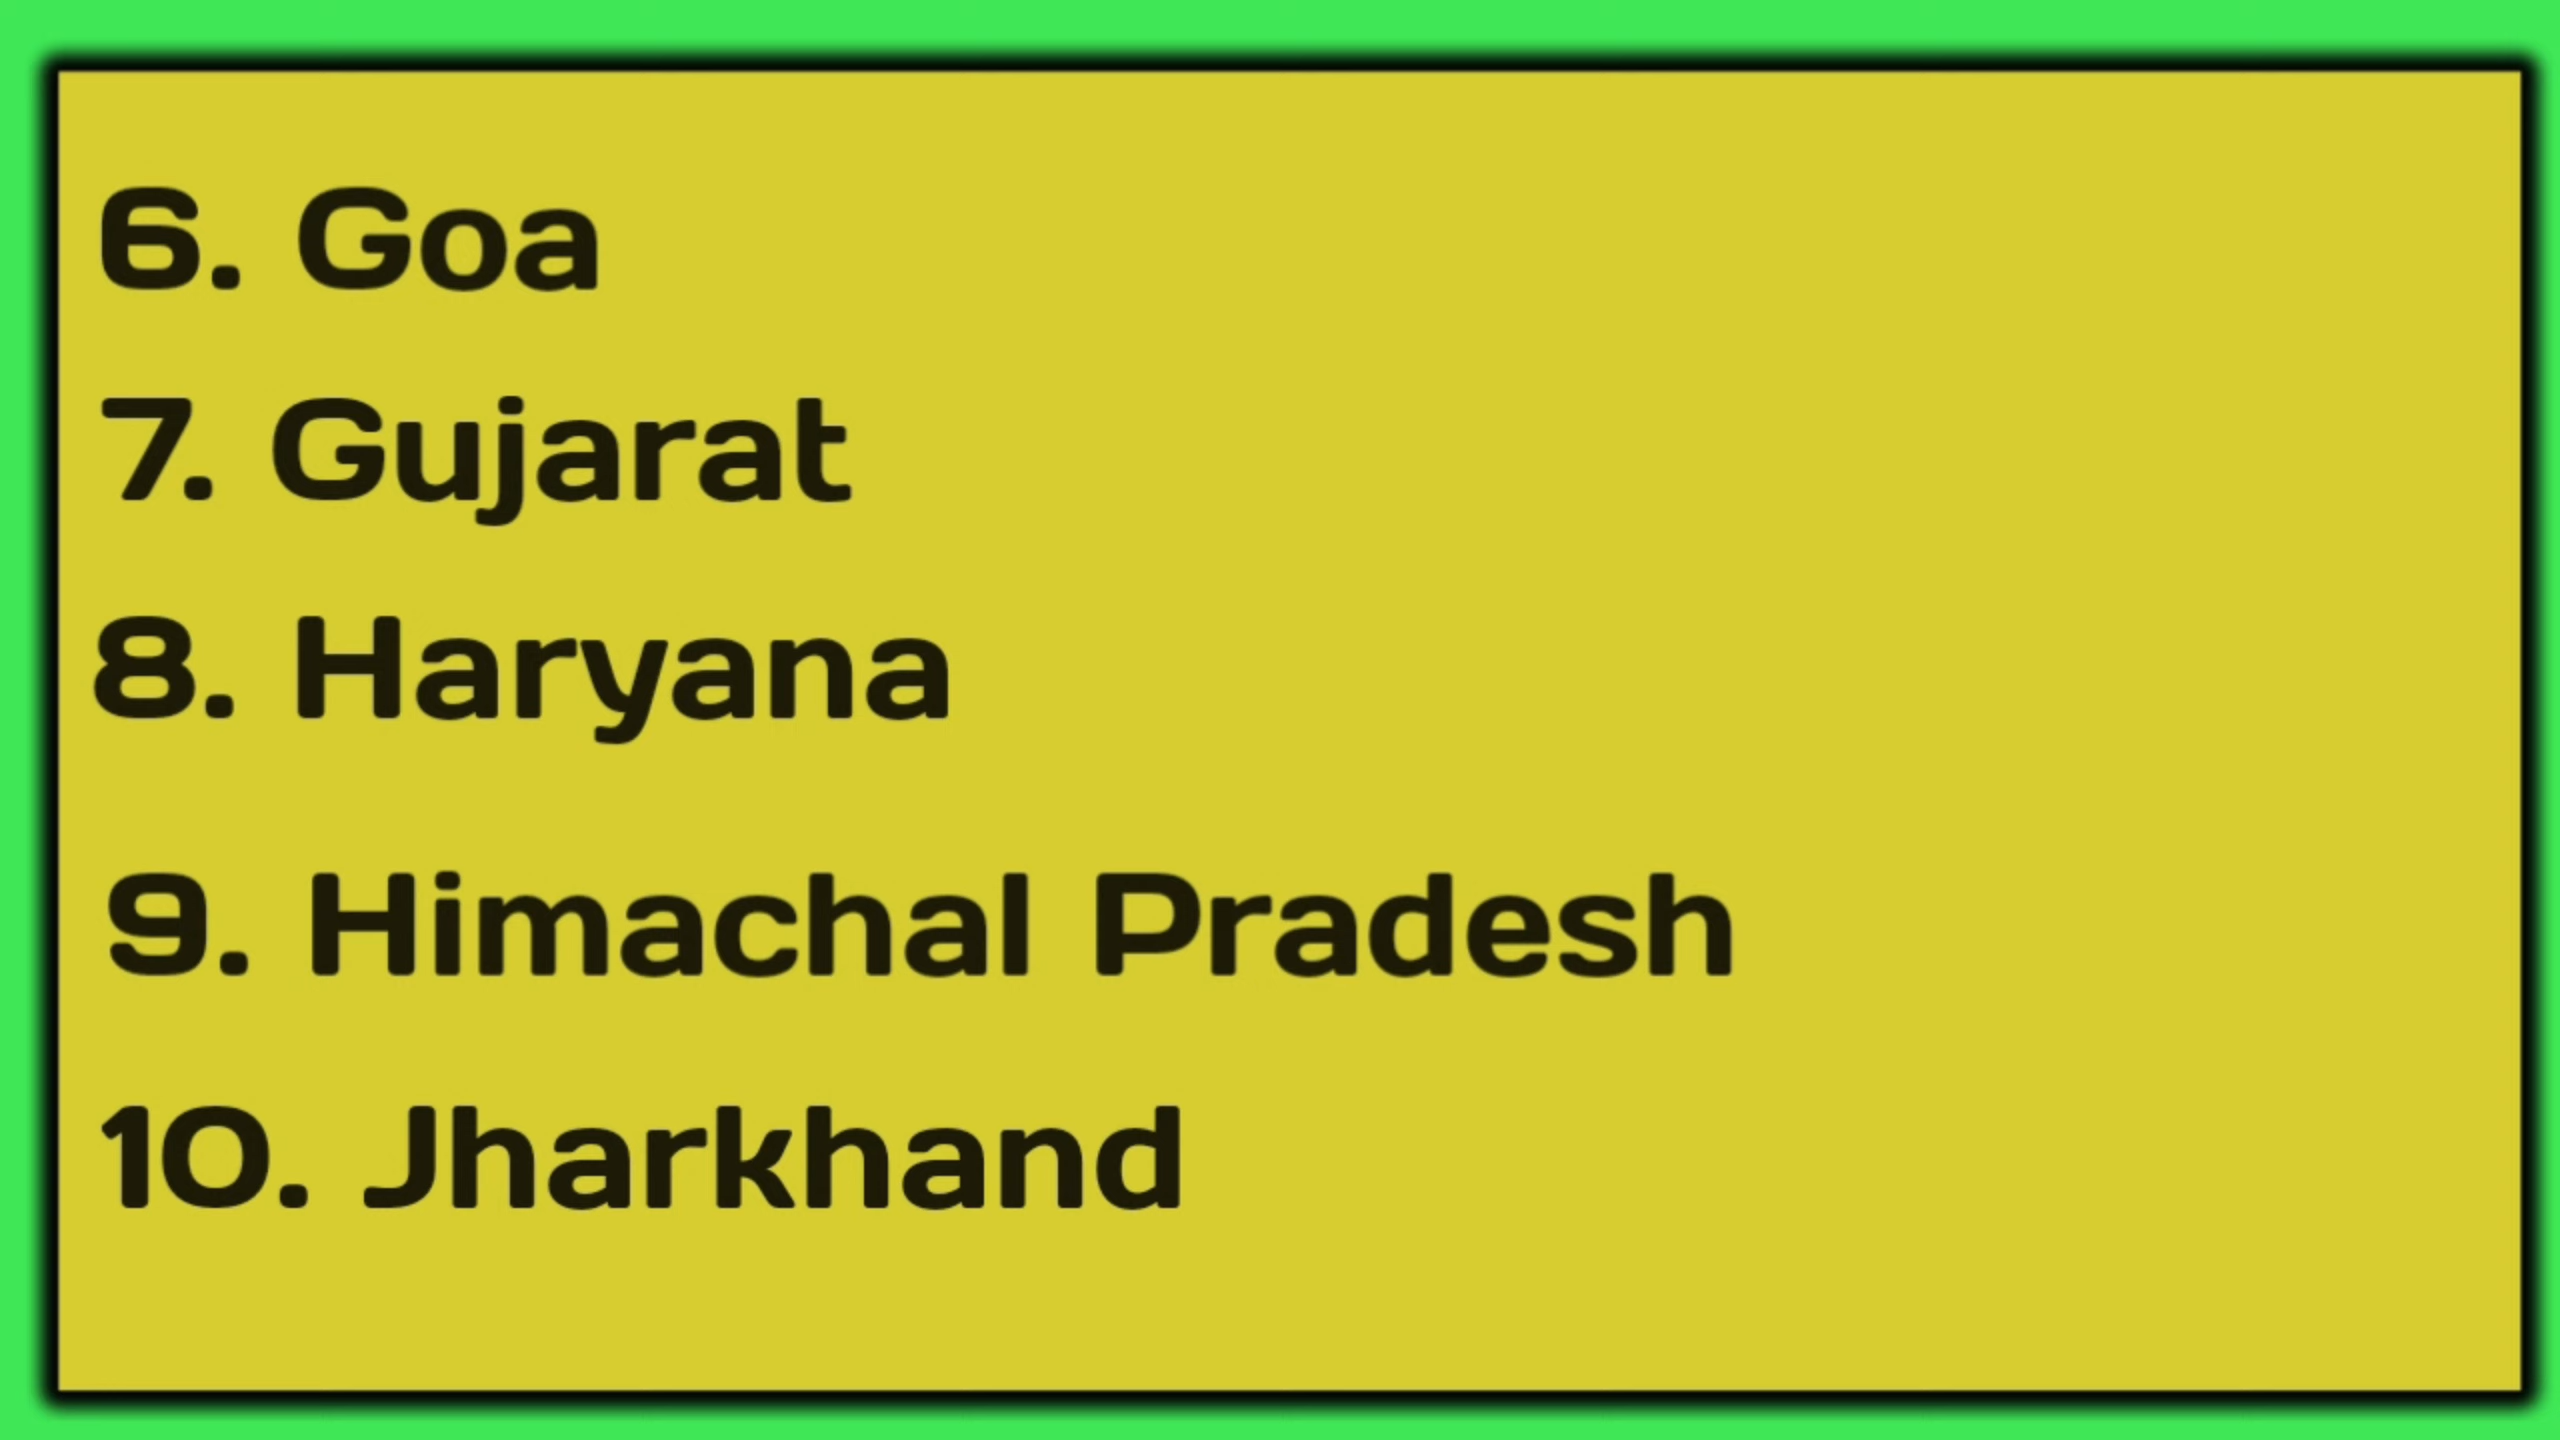 6. Goa
7. Gujarat
8. Haryana
9. Himachal Pradesh
10. Jharkhand